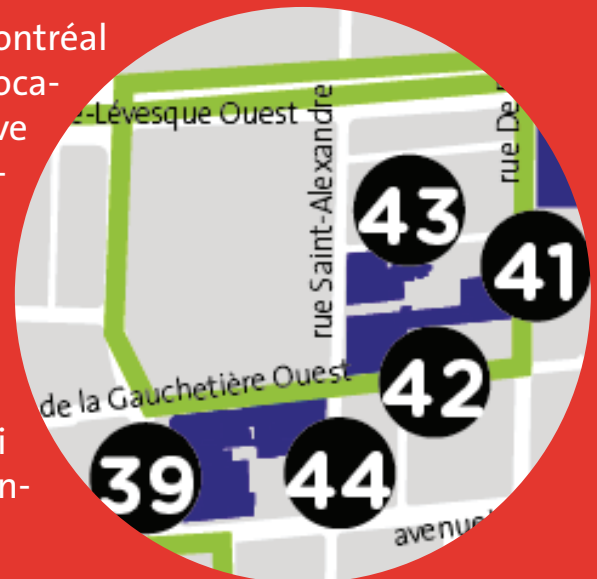 ontréal
oca-
ve
-
e-Lévesque Ouest
rue Saint-Alexandre
rue De
43
41
de la Gauchetière Ouest
42
i
39
44
n-
avenue